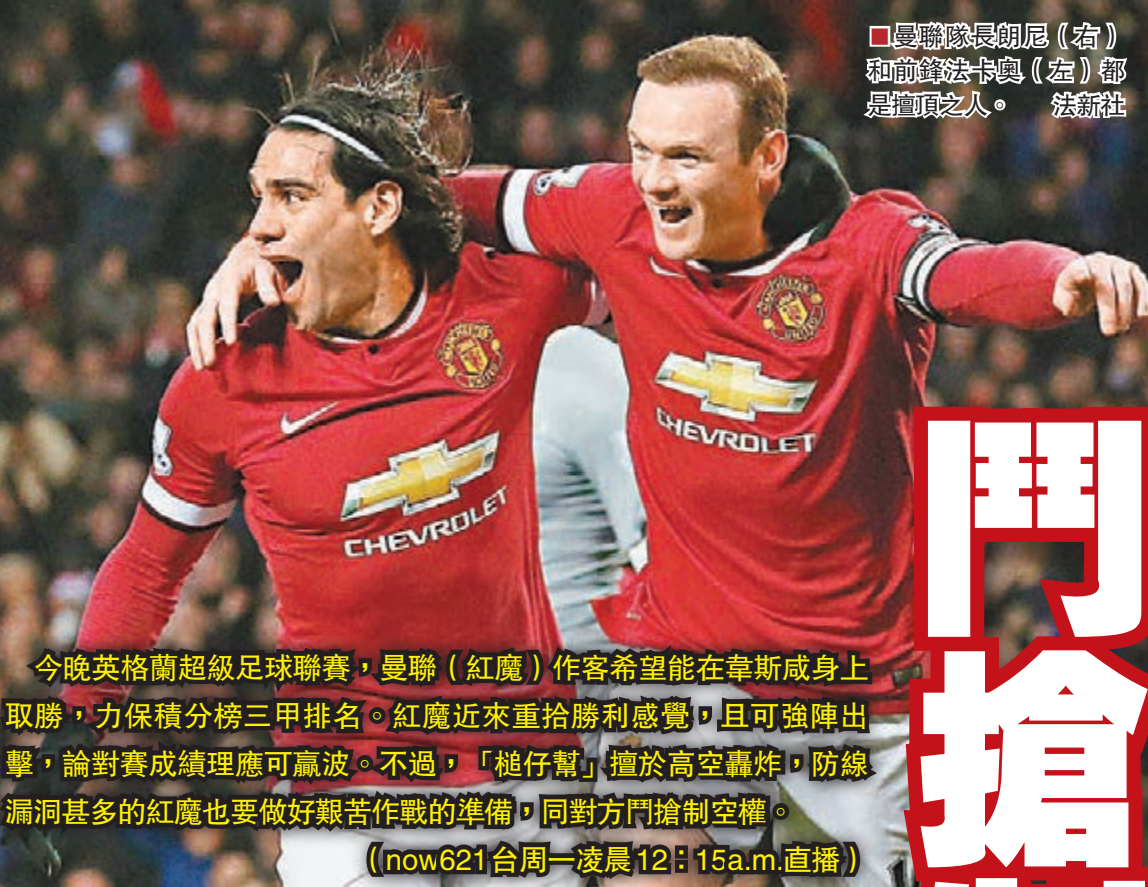 ■曼聯隊長朗尼（右）
和前鋒法卡奧（左）都
是擅頂之人。 法新社
CHEVROLET
CHEVROLET
鬥
搶
今晚英格蘭超級足球聯賽，曼聯（紅魔）作客希望能在韋斯咸身上
取勝，力保積分榜三甲排名。紅魔近來重拾勝利感覺，且可強陣出
擊，論對賽成績理應可贏波。不過，「槌仔幫」擅於高空轟炸，防線
漏洞甚多的紅魔也要做好艱苦作戰的準備，同對方鬥搶制空權。
（now621台周一凌晨12：15a.m.直播）